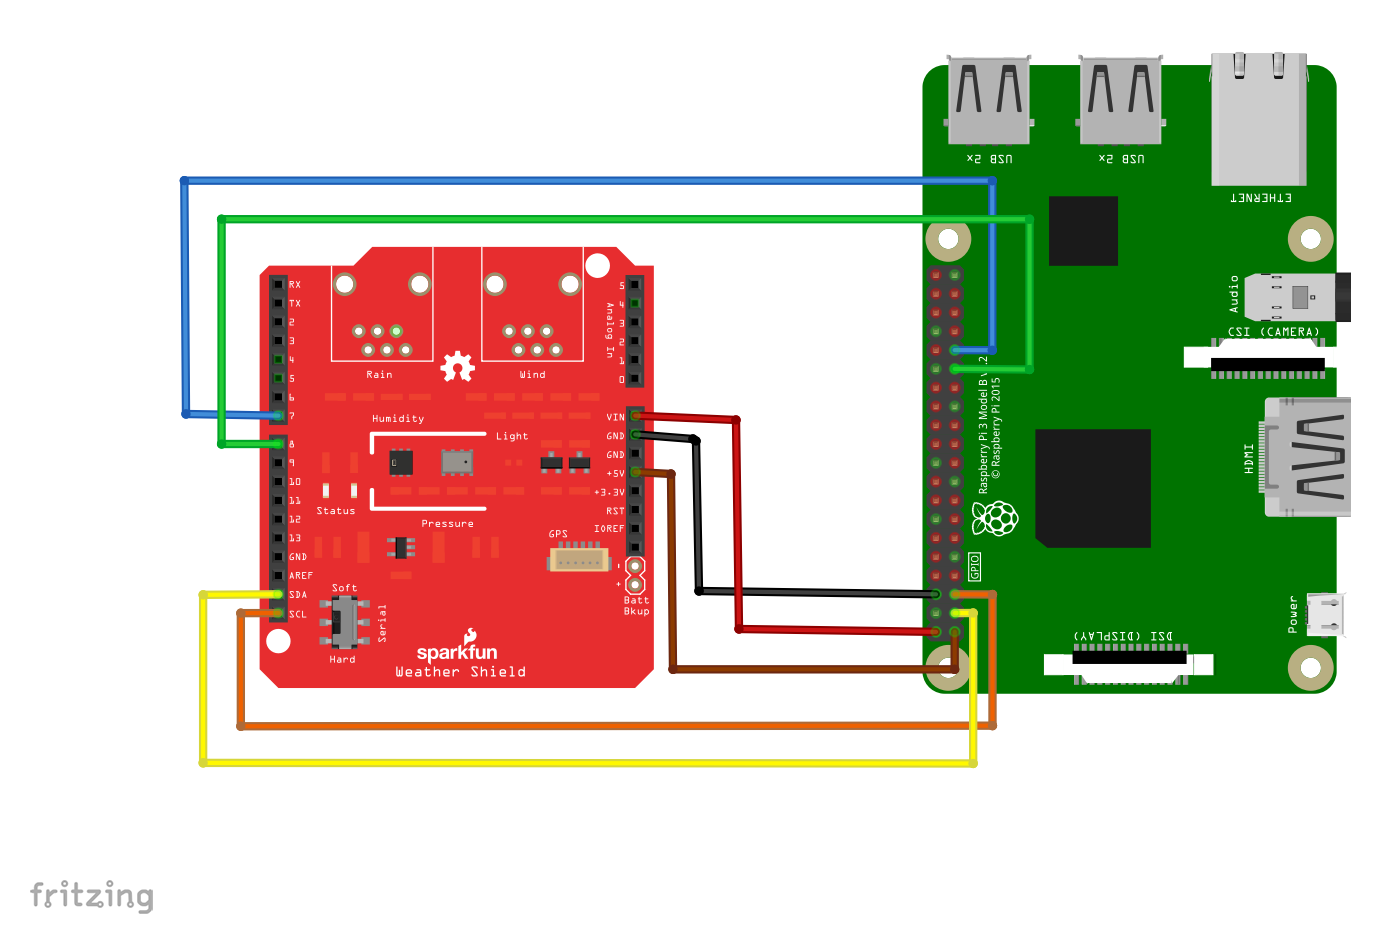 USB 2x
USB 2x
ETHERNET
Audio
CSI (CAMERA)
HDMI
Power
DSI (DISPLAY)
GPIO
Raspberry Pi 3 Model B v
.2
© Raspberry Pi 2015
RX
TX
2
3
4
5
6
7
8
9
10
11
12
13
GND
AREF
SDA
SCL
Rain
Wind
Analog In
5
4
3
2
1
0
Humidity
Light
Status
Pressure
GPS
VIN
GND
GND
+5V
+3.3V
RST
IOREF
-
+
Batt
Bkup
Soft
Serial
Hard
sparkfun
Weather Shield
fritzing